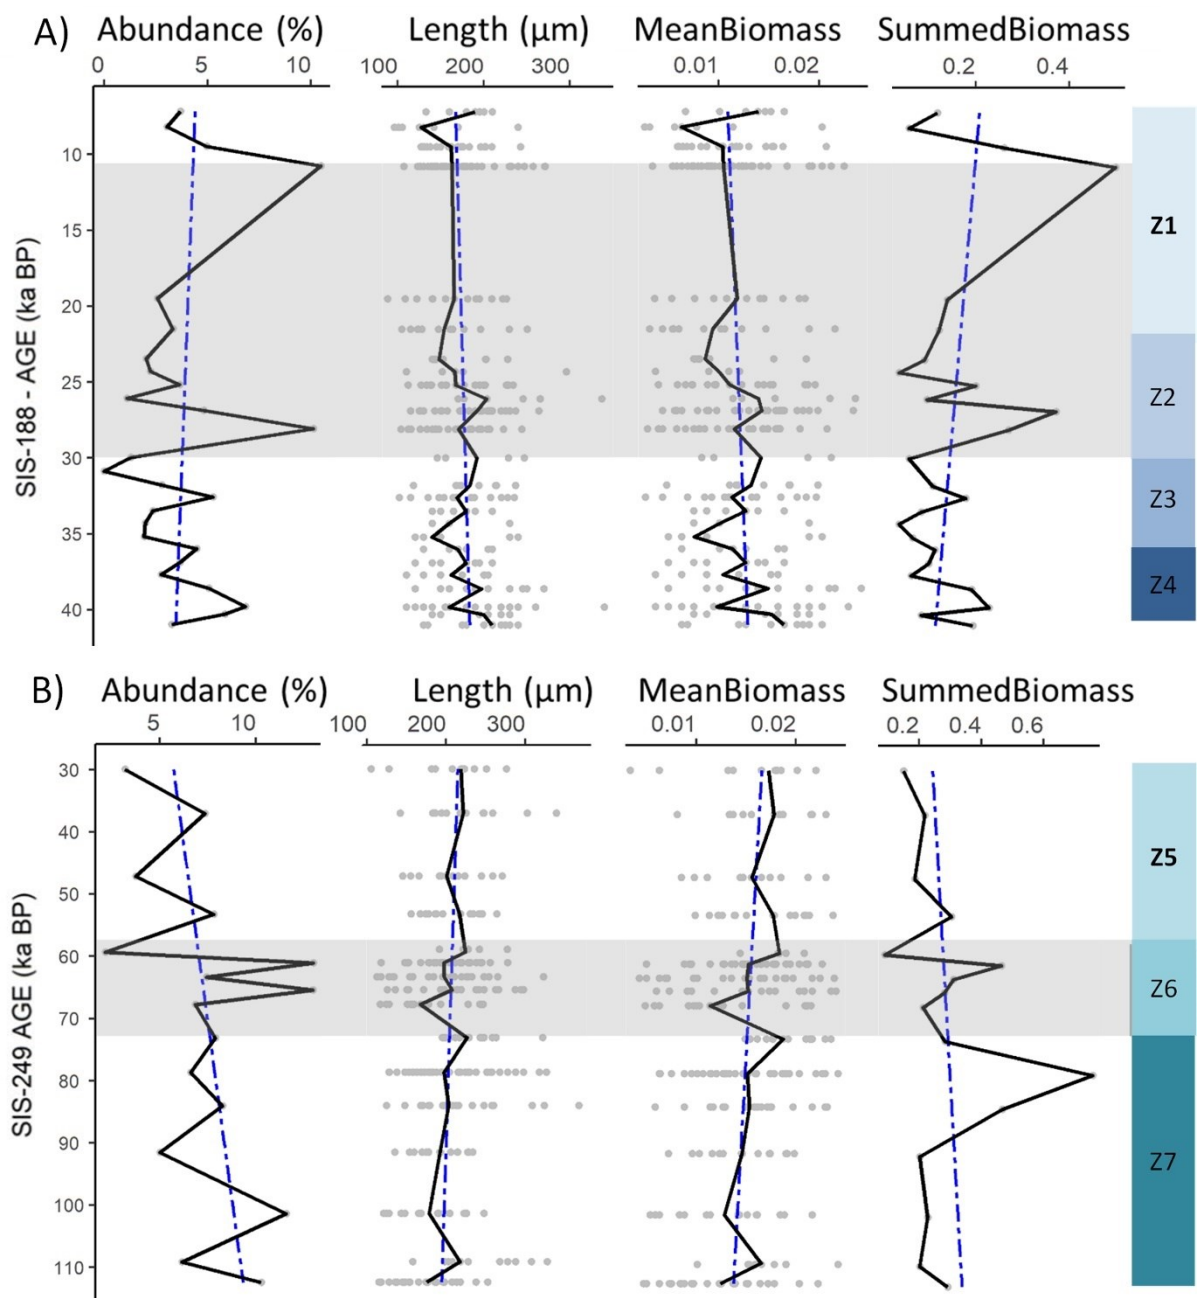 A) Abundance (%) Length (μm) MeanBiomass SummedBiomass
0 5 10 100 200 300 0.01 0.02 0.2 0.4
SIS-188 - AGE (ka BP)
10
15
20
25
30
35
40
Z1
Z2
Z3
Z4
B) Abundance (%) Length (μm) MeanBiomass SummedBiomass
5 10 100 200 300 0.01 0.02 0.2 0.4 0.6
SIS-249 AGE (ka BP)
30
40
50
60
70
80
90
100
110
Z5
Z6
Z7